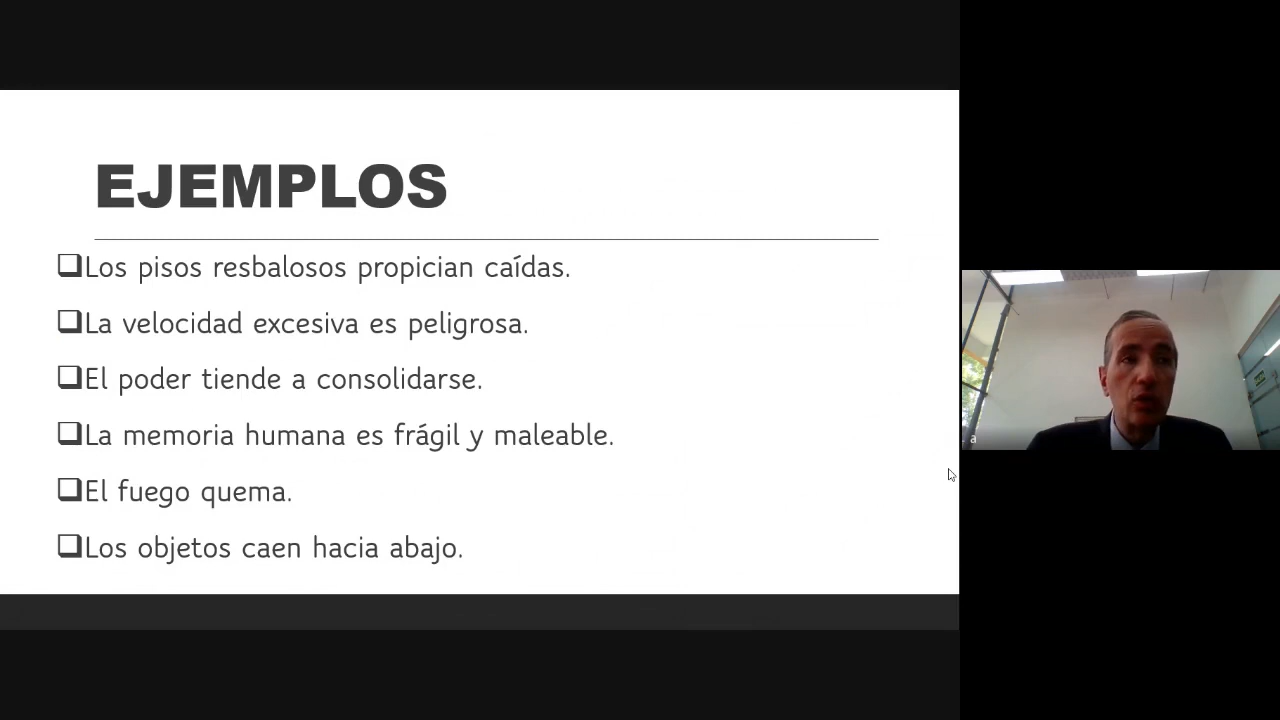 EJEMPLOS
Los pisos resbalosos propician caídas.
La velocidad excesiva es peligrosa.
El poder tiende a consolidarse.
La memoria humana es frágil y maleable.
El fuego quema.
Los objetos caen hacia abajo.
a